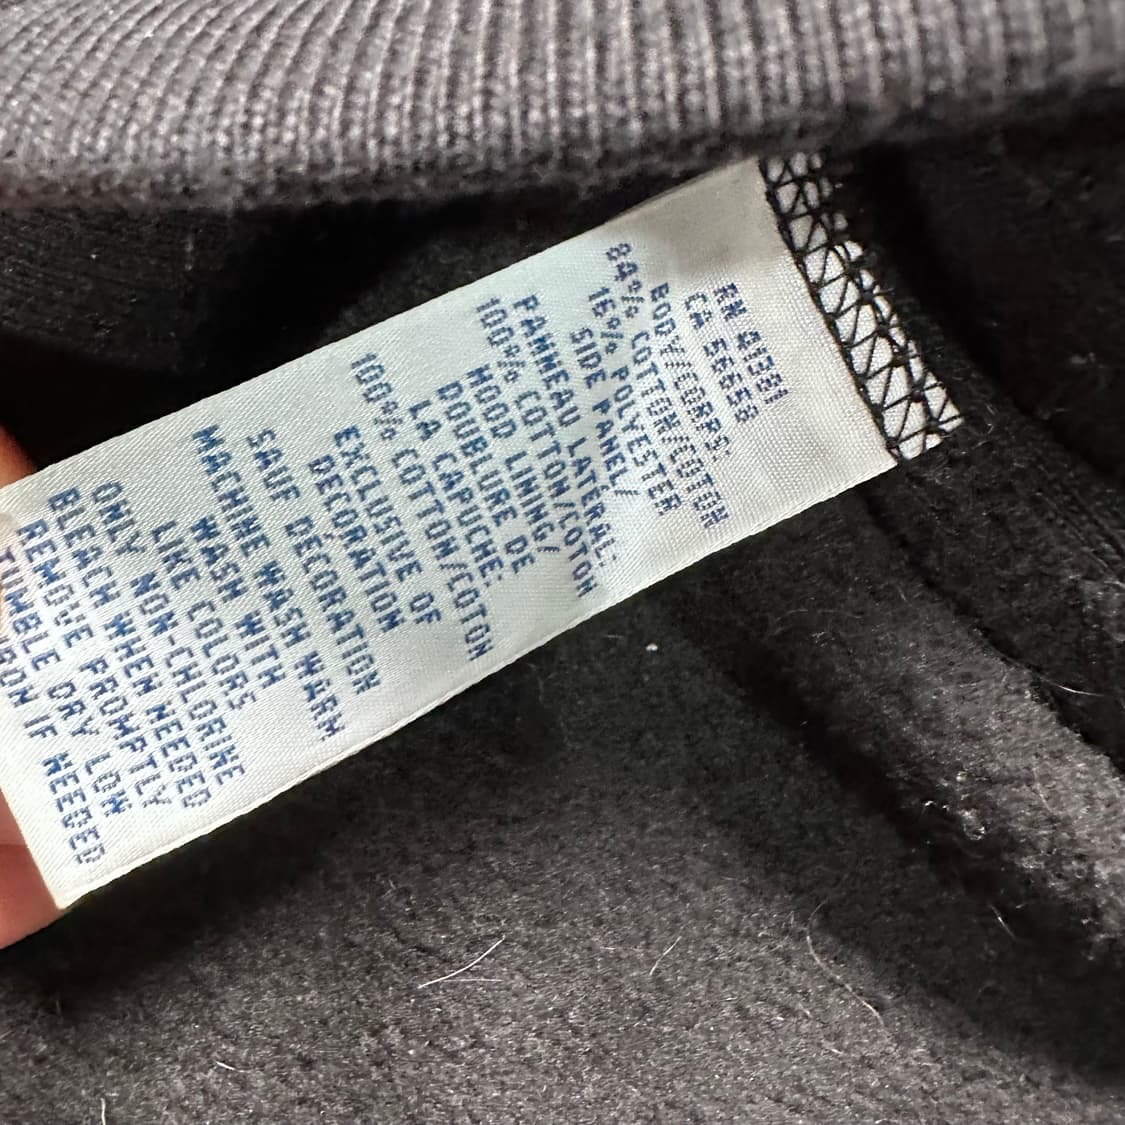 RN 41381
CA 56658
BODY/CORPS:
84% COTTON/COTON
16% POLYESTER
SIDE PANEL/
PANNEAU LATÉRAL:
100% COTTON/COTON
HOOD LINING/
DOUBLURE DE
LA CAPUCHE:
100% COTTON/COTON
EXCLUSIVE OF
DECORATION
SAUF DÉCORATION
MACHINE WASH WARM
WASH WITH
LIKE COLORS
ONLY NON-CHLORINE
BLEACH WHEN NEEDED
REMOVE PROMPTLY
TUMBLE DRY LOW
IRON IF NEEDED